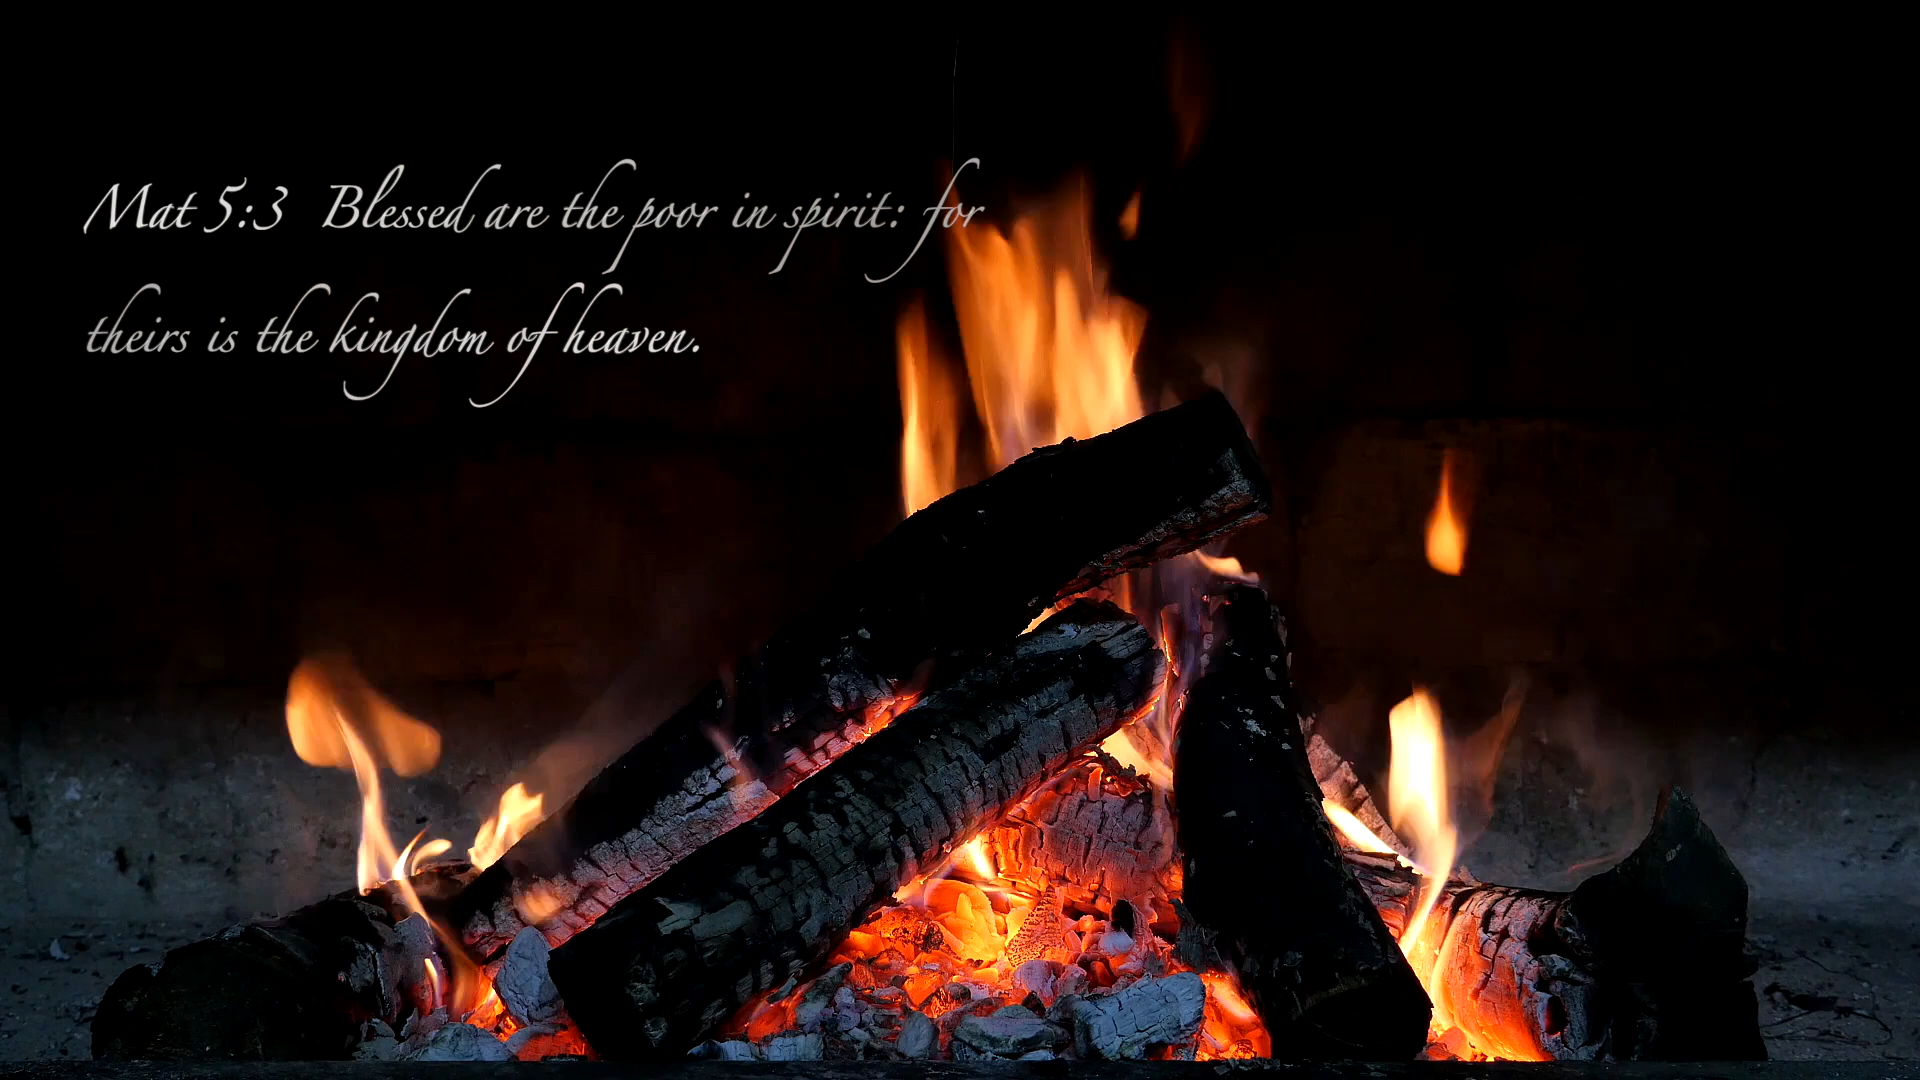 Mat 5:3 Blessed are the poor in spirit: for
theirs is the kingdom of heaven.